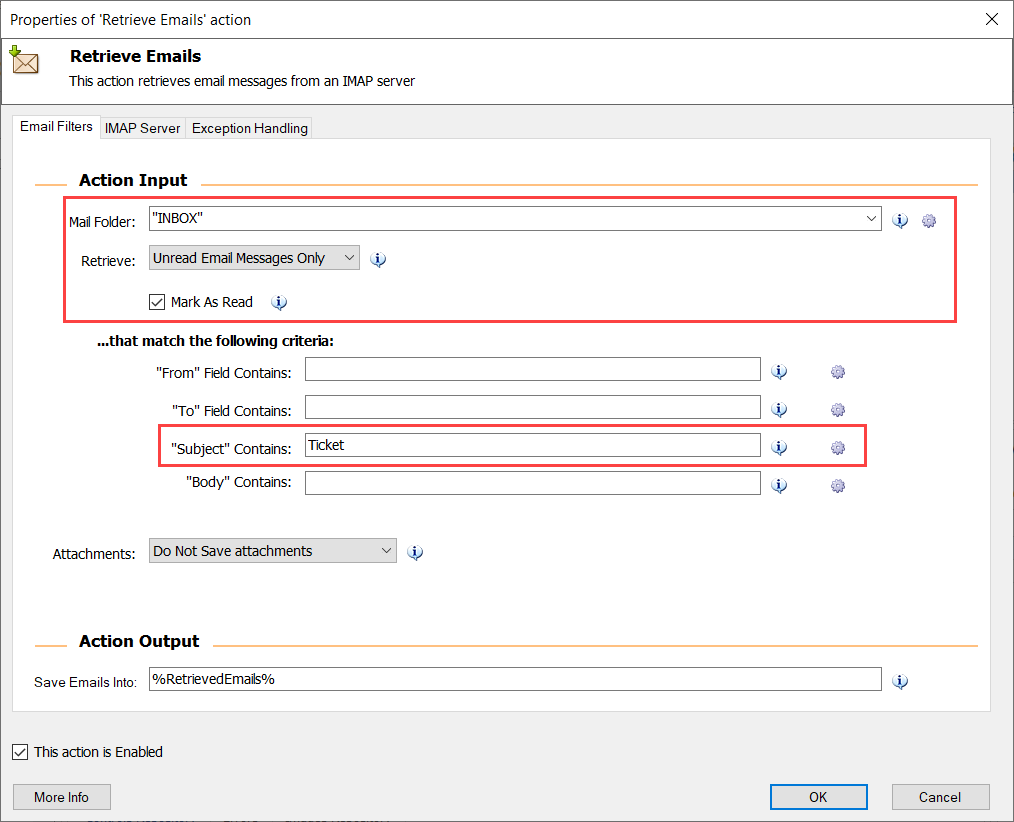 Properties of 'Retrieve Emails' action
Retrieve Emails
This action retrieves email messages from an IMAP server
Email Filters IMAP Server Exception Handling
Action Input
Mail Folder: "INBOX"
Retrieve: Unread Email Messages Only
Mark As Read
...that match the following criteria:
"From" Field Contains:
"To" Field Contains:
"Subject" Contains: Ticket
"Body" Contains:
Attachments: Do Not Save attachments
Action Output
Save Emails Into: %RetrievedEmails%
This action is Enabled
More Info OK Cancel